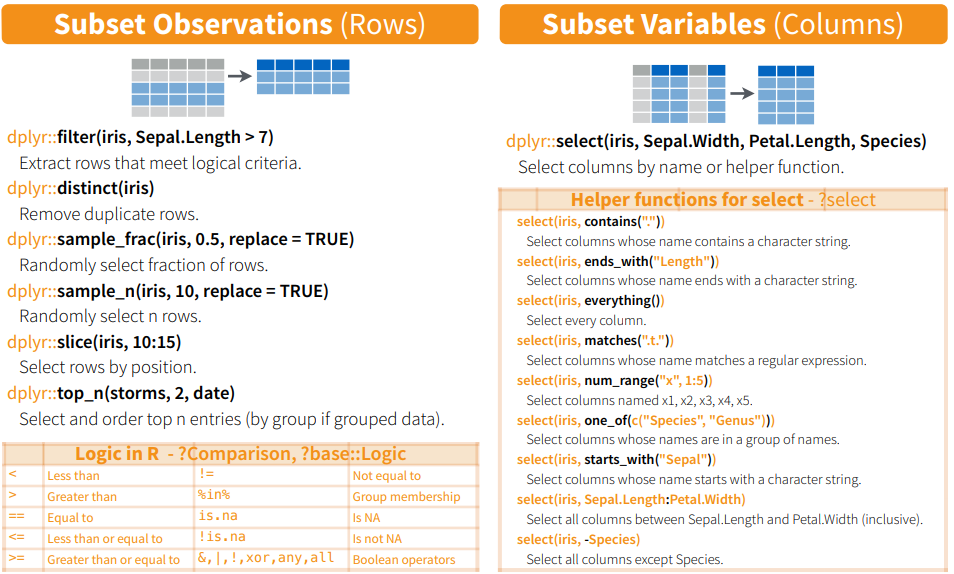 Subset Observations (Rows)
dplyr::filter(iris, Sepal.Length > 7)
Extract rows that meet logical criteria.
dplyr::distinct(iris)
Remove duplicate rows.
dplyr::sample_frac(iris, 0.5, replace = TRUE)
Randomly select fraction of rows.
dplyr::sample_n(iris, 10, replace = TRUE)
Randomly select n rows.
dplyr::slice(iris, 10:15)
Select rows by position.
dplyr::top_n(storms, 2, date)
Select and order top n entries (by group if grouped data).
Logic in R - ?Comparison, ?base::Logic
< Less than != Not equal to
> Greater than %in% Group membership
== Equal to is.na Is NA
<= Less than or equal to !is.na Is not NA
>= Greater than or equal to &,|,!,xor,any,all Boolean operators
Subset Variables (Columns)
dplyr::select(iris, Sepal.Width, Petal.Length, Species)
Select columns by name or helper function.
Helper functions for select - ?select
select(iris, contains("."))
Select columns whose name contains a character string.
select(iris, ends_with("Length"))
Select columns whose name ends with a character string.
select(iris, everything())
Select every column.
select(iris, matches(".t."))
Select columns whose name matches a regular expression.
select(iris, num_range("x", 1:5))
Select columns named x1, x2, x3, x4, x5.
select(iris, one_of(c("Species", "Genus")))
Select columns whose names are in a group of names.
select(iris, starts_with("Sepal"))
Select columns whose name starts with a character string.
select(iris, Sepal.Length:Petal.Width)
Select all columns between Sepal.Length and Petal.Width (inclusive).
select(iris, -Species)
Select all columns except Species.